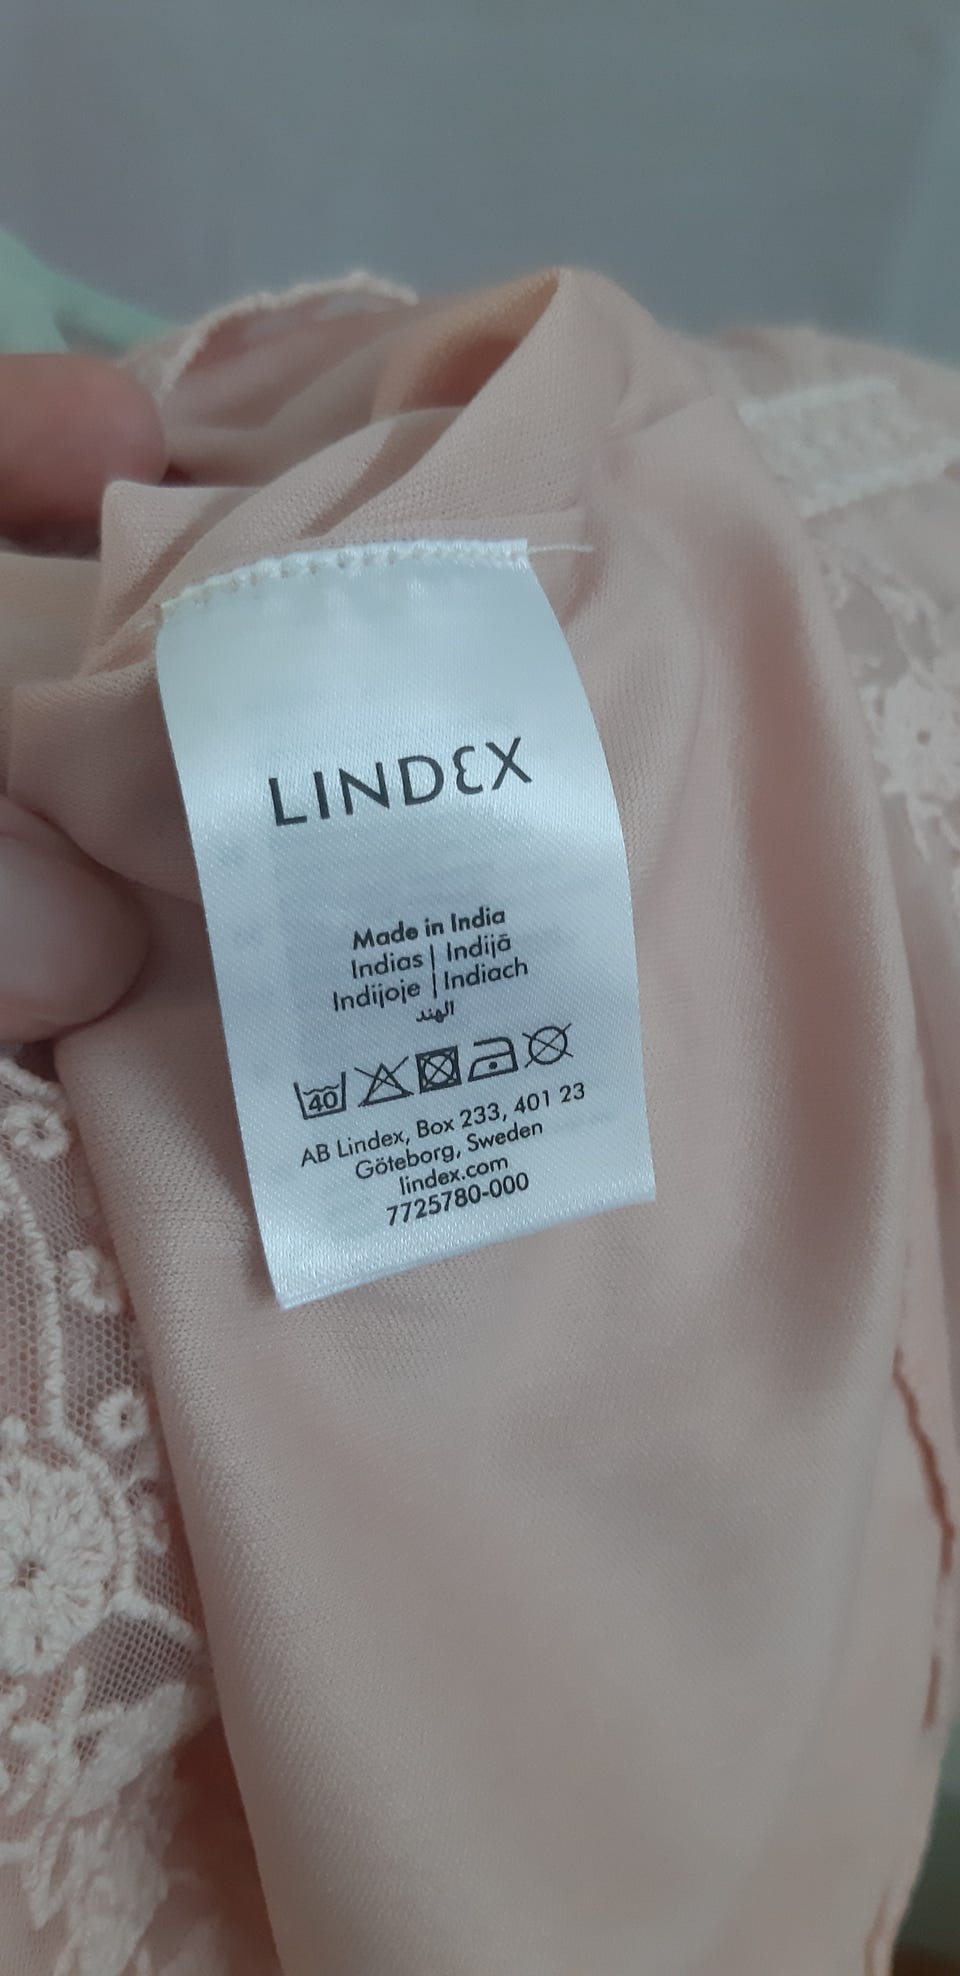 LINDEX
Made in India
Indias | Indijā
Indijoje | Indiach
الهند
40
AB Lindex, Box 233, 401 23
Göteborg, Sweden
lindex.com
7725780-000